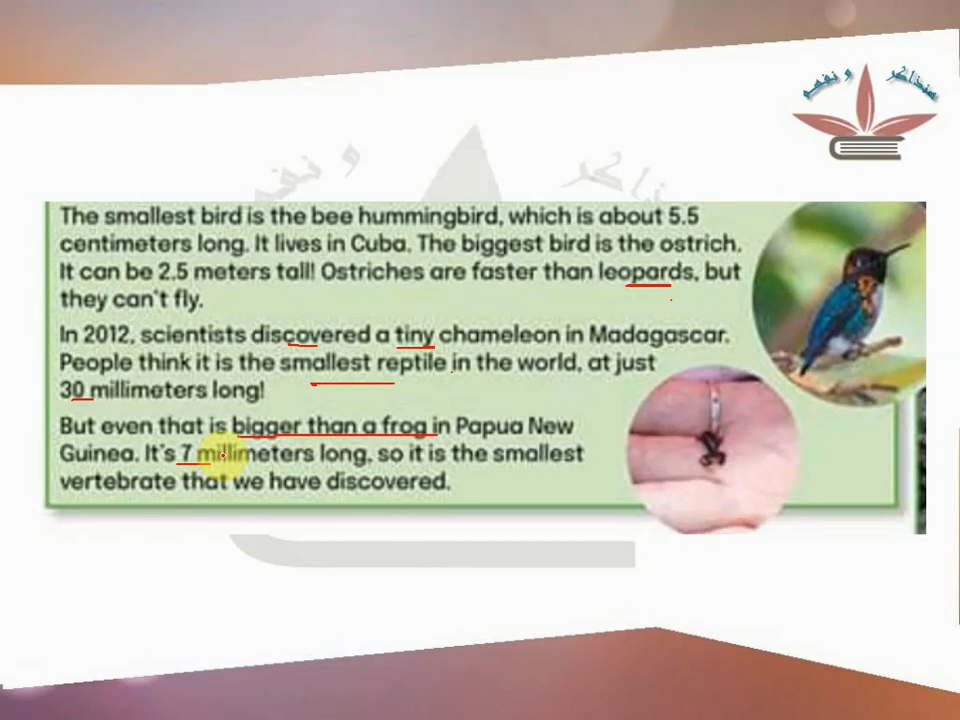 سنذاكر و نفهم
The smallest bird is the bee hummingbird, which is about 5.5
centimeters long. It lives in Cuba. The biggest bird is the ostrich.
It can be 2.5 meters tall! Ostriches are faster than leopards, but
they can't fly.
In 2012, scientists discovered a tiny chameleon in Madagascar.
People think it is the smallest reptile in the world, at just
30 millimeters long!
But even that is bigger than a frog in Papua New
Guinea. It's 7 millimeters long, so it is the smallest
vertebrate that we have discovered.